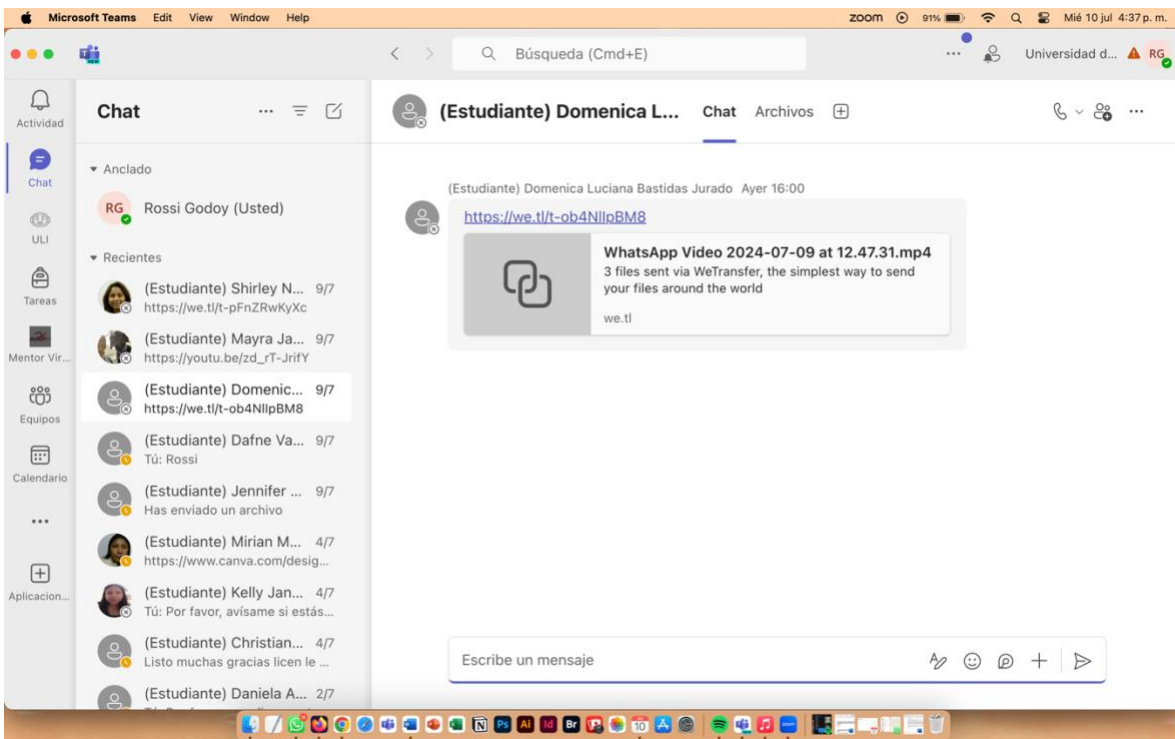 Microsoft Teams Edit View Window Help
zoom 91% Mié 10 jul 4:37 p. m.
NEW
Búsqueda (Cmd+E)
Universidad d... RG
Actividad
Chat
ULI
Tareas
Mentor Vir...
Equipos
Calendario
Aplicacion...
Chat
Anclado
RG Rossi Godoy (Usted)
Recientes
(Estudiante) Shirley N... 9/7
https://we.tl/t-pFnZRwKyXc
(Estudiante) Mayra Ja... 9/7
https://youtu.be/zd_rT-JrifY
(Estudiante) Domenic... 9/7
https://we.tl/t-ob4NllpBM8
(Estudiante) Dafne Va... 9/7
Tú: Rossi
(Estudiante) Jennifer ... 9/7
Has enviado un archivo
(Estudiante) Mirian M... 4/7
https://www.canva.com/desig...
(Estudiante) Kelly Jan... 4/7
Tú: Por favor, avísame si estás...
(Estudiante) Christian... 4/7
Listo muchas gracias licen le ...
(Estudiante) Daniela A... 2/7
(Estudiante) Domenica L... Chat Archivos
(Estudiante) Domenica Luciana Bastidas Jurado Ayer 16:00
https://we.tl/t-ob4NllpBM8
WhatsApp Video 2024-07-09 at 12.47.31.mp4
3 files sent via WeTransfer, the simplest way to send
your files around the world
we.tl
Escribe un mensaje
Ps Ai Id Br 10